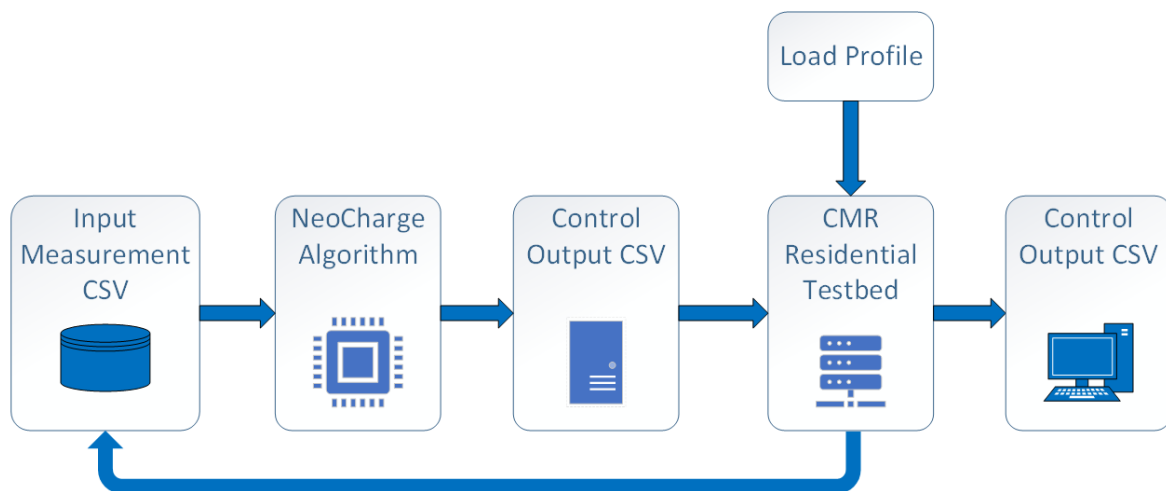 Load Profile
Input
Measurement
CSV
NeoCharge
Algorithm
Control
Output CSV
CMR
Residential
Testbed
Control
Output CSV